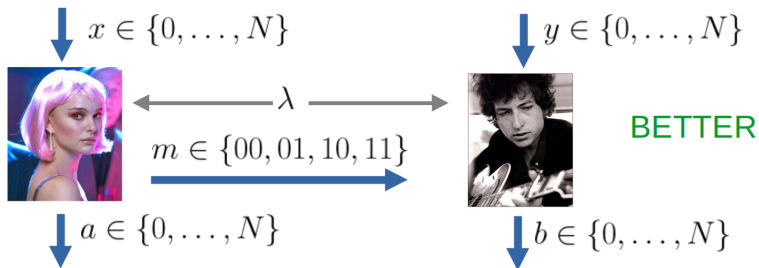 x ∈ {0, . . . , N}
y ∈ {0, . . . , N}
λ
BETTER
m ∈ {00, 01, 10, 11}
a ∈ {0, . . . , N}
b ∈ {0, . . . , N}